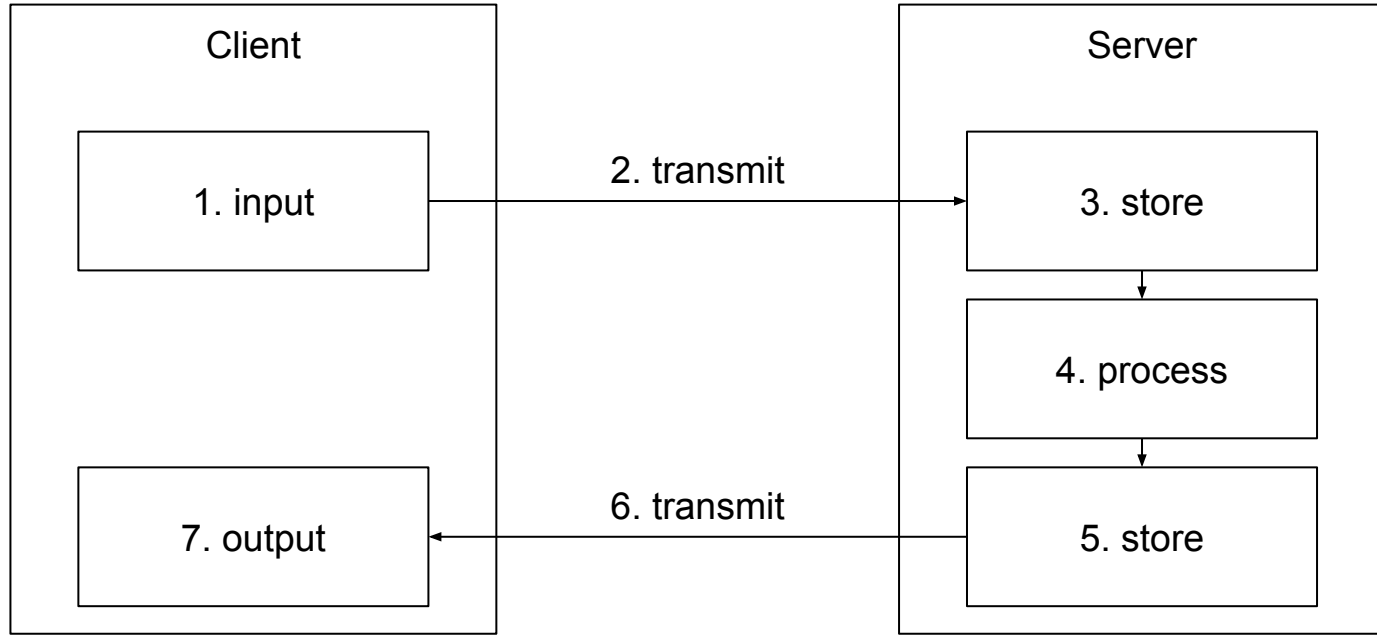 Client
Server
1. input
2. transmit
3. store
4. process
5. store
6. transmit
7. output